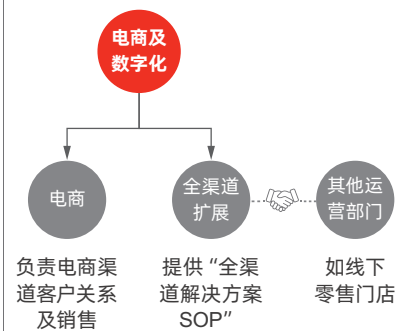 电商及
数字化
电商
全渠道
扩展
其他运
营部门
负责电商渠
道客户关系
及销售
提供“全渠
道解决方案
SOP”
如线下
零售门店